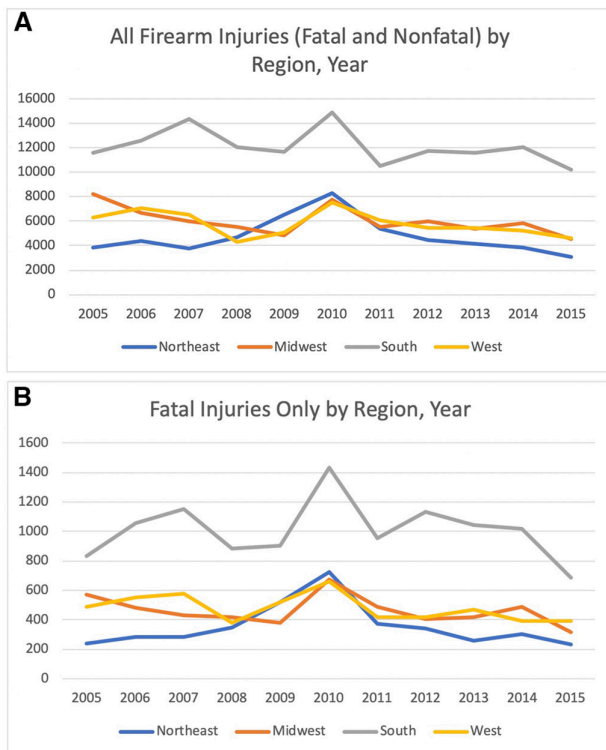 A
All Firearm Injuries (Fatal and Nonfatal) by
Region, Year
16000
14000
12000
10000
8000
6000
4000
2000
0
2005 2006 2007 2008 2009 2010 2011 2012 2013 2014 2015
Northeast Midwest South West
B
Fatal Injuries Only by Region, Year
1600
1400
1200
1000
800
600
400
200
0
2005 2006 2007 2008 2009 2010 2011 2012 2013 2014 2015
Northeast Midwest South West